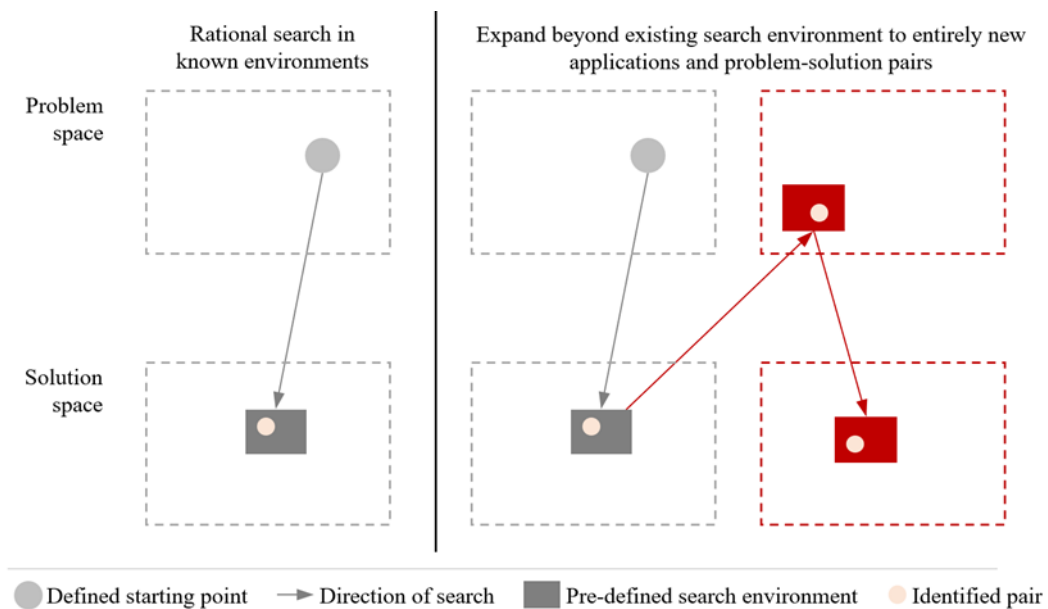 Rational search in
known environments
Expand beyond existing search environment to entirely new
applications and problem-solution pairs
Problem
space
Solution
space
Defined starting point
Direction of search
Pre-defined search environment
Identified pair